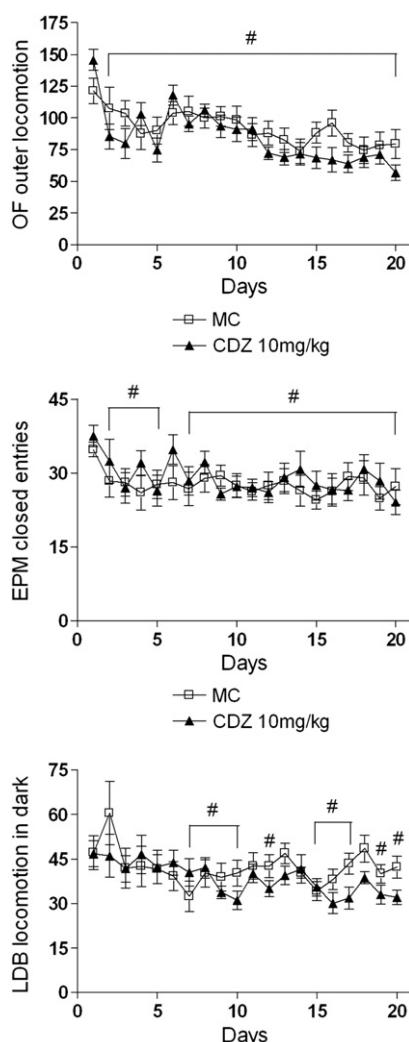 OF outer locomotion
175
150
125
100
75
50
25
0
#
0 5 10 15 20
Days
MC
CDZ 10mg/kg
EPM closed entries
45
30
15
0
# #
0 5 10 15 20
Days
MC
CDZ 10mg/kg
LDB locomotion in dark
75
60
45
30
15
0
# # # # #
0 5 10 15 20
Days